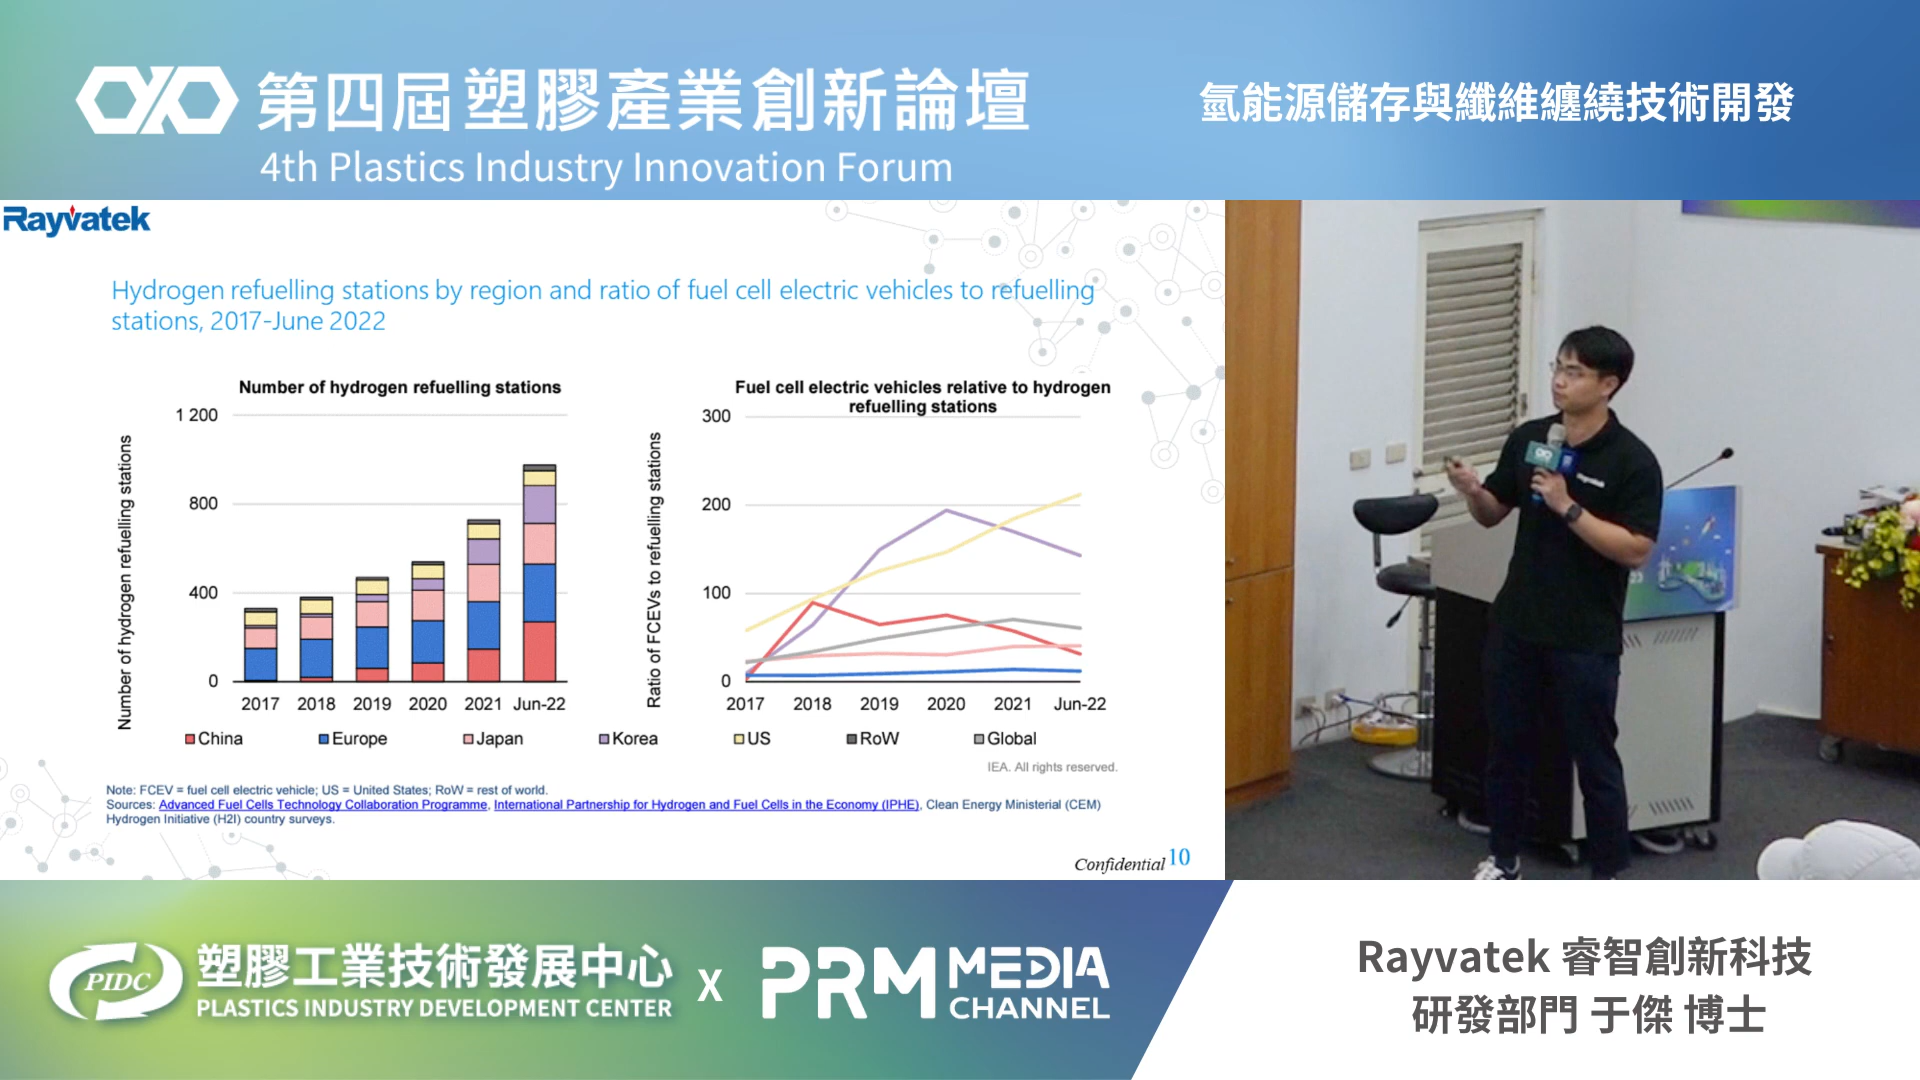 第四屆塑膠產業創新論壇
4th Plastics Industry Innovation Forum
氫能源儲存與纖維纏繞技術開發
Rayvatek
Hydrogen refuelling stations by region and ratio of fuel cell electric vehicles to refuelling
stations, 2017-June 2022
Number of hydrogen refuelling stations
Number of hydrogen refuelling stations
1 200
800
400
0
2017 2018 2019 2020 2021 Jun-22
Fuel cell electric vehicles relative to hydrogen
refuelling stations
Ratio of FCEVs to refuelling stations
300
200
100
0
2017 2018 2019 2020 2021 Jun-22
China Europe Japan Korea US RoW Global
IEA. All rights reserved.
Note: FCEV = fuel cell electric vehicle; US = United States; RoW = rest of world.
Sources: Advanced Fuel Cells Technology Collaboration Programme, International Partnership for Hydrogen and Fuel Cells in the Economy (IPHE), Clean Energy Ministerial (CEM)
Hydrogen Initiative (H2I) country surveys.
Confidential 10
PIDC
塑膠工業技術發展中心
PLASTICS INDUSTRY DEVELOPMENT CENTER
X
PRM MEDIA
CHANNEL
Rayvatek 睿智創新科技
研發部門 于傑 博士